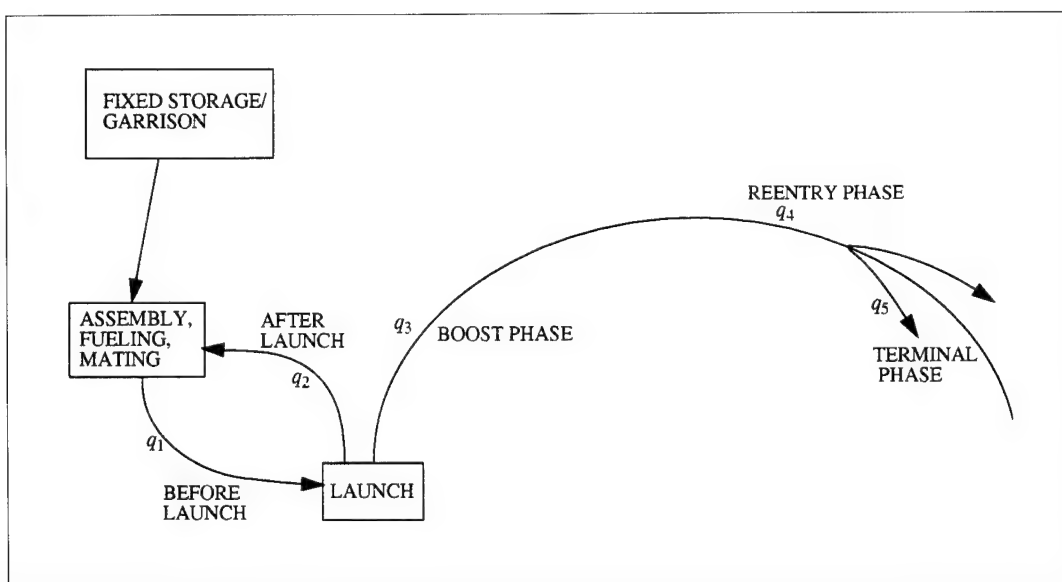 FIXED STORAGE/
GARRISON
REENTRY PHASE
q4
ASSEMBLY,
FUELING,
MATING
AFTER
LAUNCH
q2
q3
BOOST PHASE
q5
TERMINAL
PHASE
q1
BEFORE
LAUNCH
LAUNCH